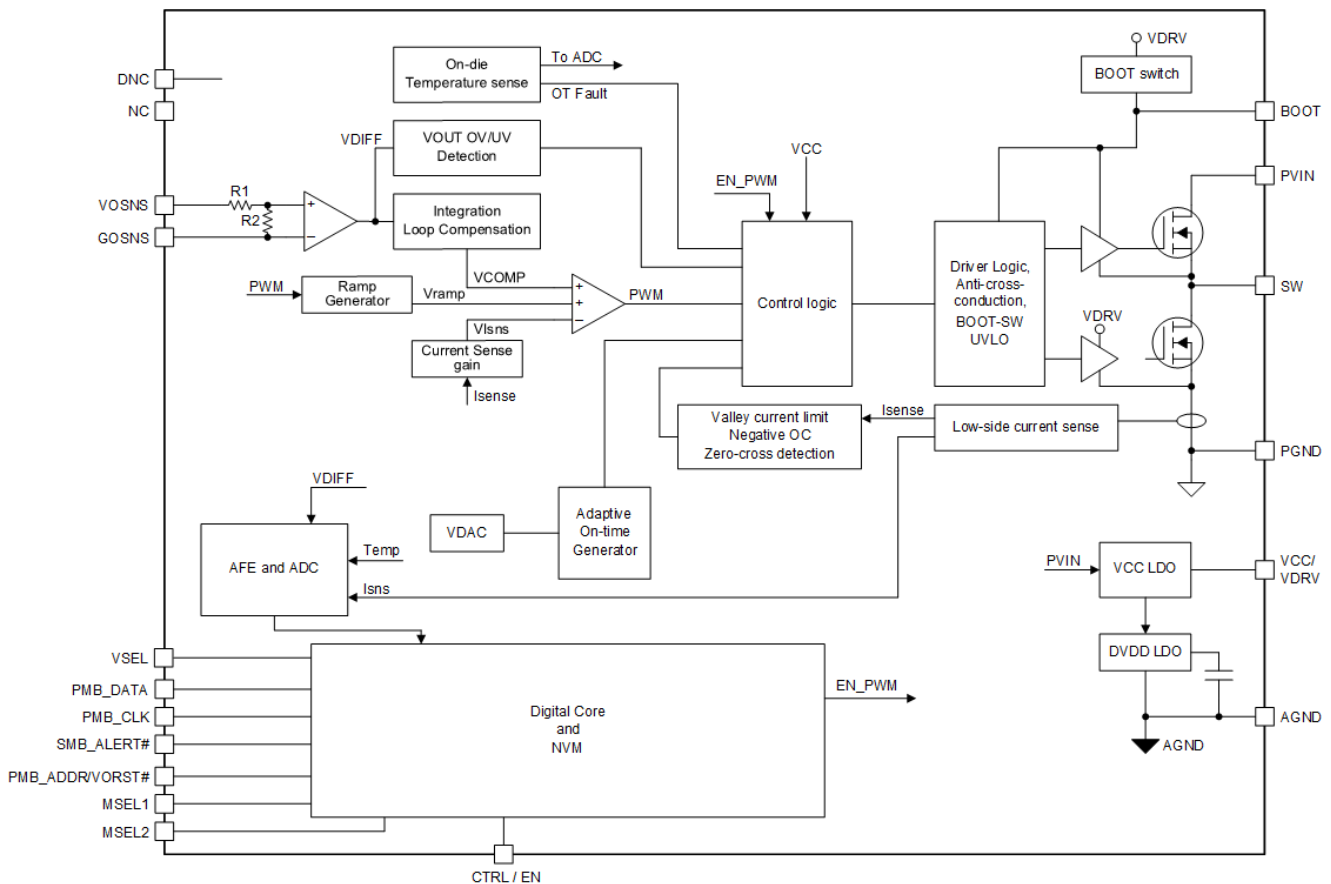 VDRV
On-die
Temperature sense
To ADC
OT Fault
BOOT switch
DNC
NC
BOOT
VDIFF
VOUT OV/UV
Detection
VCC
EN_PWM
PVIN
VOSNS
R1
R2
GOSNS
+
−
Integration
Loop Compensation
VCOMP
PWM
Ramp
Generator
Vramp
+
+
−
PWM
VIsns
Current Sense
gain
Isense
Control logic
Driver Logic,
Anti-cross-
conduction,
BOOT-SW
UVLO
VDRV
SW
Valley current limit
Negative OC
Zero-cross detection
Isense
Low-side current sense
PGND
VDIFF
AFE and ADC
Temp
Isns
VDAC
Adaptive
On-time
Generator
PVIN
VCC LDO
VCC/
VDRV
DVDD LDO
AGND
AGND
VSEL
PMB_DATA
PMB_CLK
SMB_ALERT#
PMB_ADDR/VORST#
MSEL1
MSEL2
Digital Core
and
NVM
EN_PWM
CTRL / EN